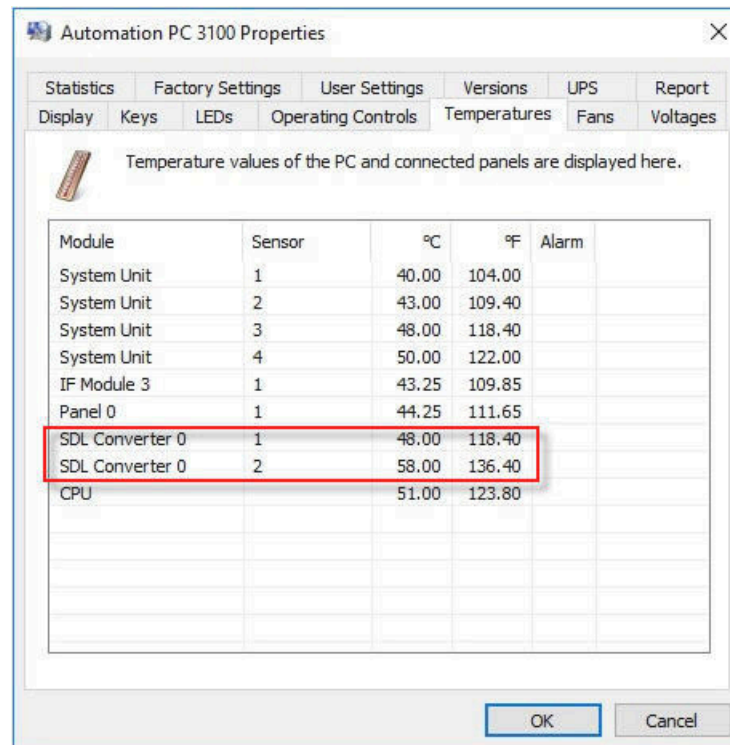 Automation PC 3100 Properties
Statistics Factory Settings User Settings Versions UPS Report
Display Keys LEDs Operating Controls Temperatures Fans Voltages
Temperature values of the PC and connected panels are displayed here.
Module Sensor °C °F Alarm
System Unit 1 40.00 104.00
System Unit 2 43.00 109.40
System Unit 3 48.00 118.40
System Unit 4 50.00 122.00
IF Module 3 1 43.25 109.85
Panel 0 1 44.25 111.65
SDL Converter 0 1 48.00 118.40
SDL Converter 0 2 58.00 136.40
CPU 51.00 123.80
OK Cancel